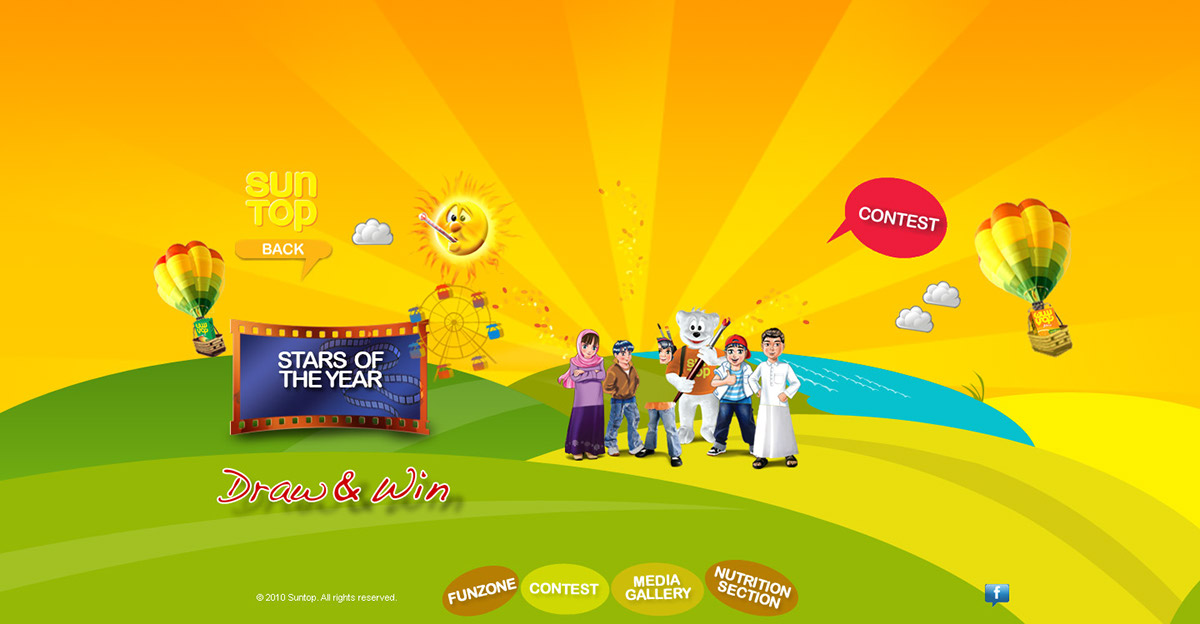 sun
TOP
BACK
CONTEST
STARS OF
THE YEAR
Draw & Win
FUNZONE
CONTEST
MEDIA
GALLERY
NUTRITION
SECTION
© 2010 Suntop. All rights reserved.
f